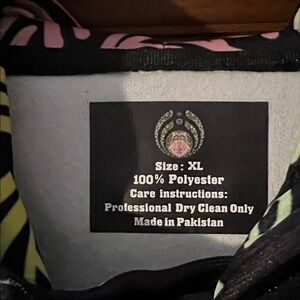 Size: XL
100% Polyester
Care Instructions:
Professional Dry Clean Only
Made in Pakistan